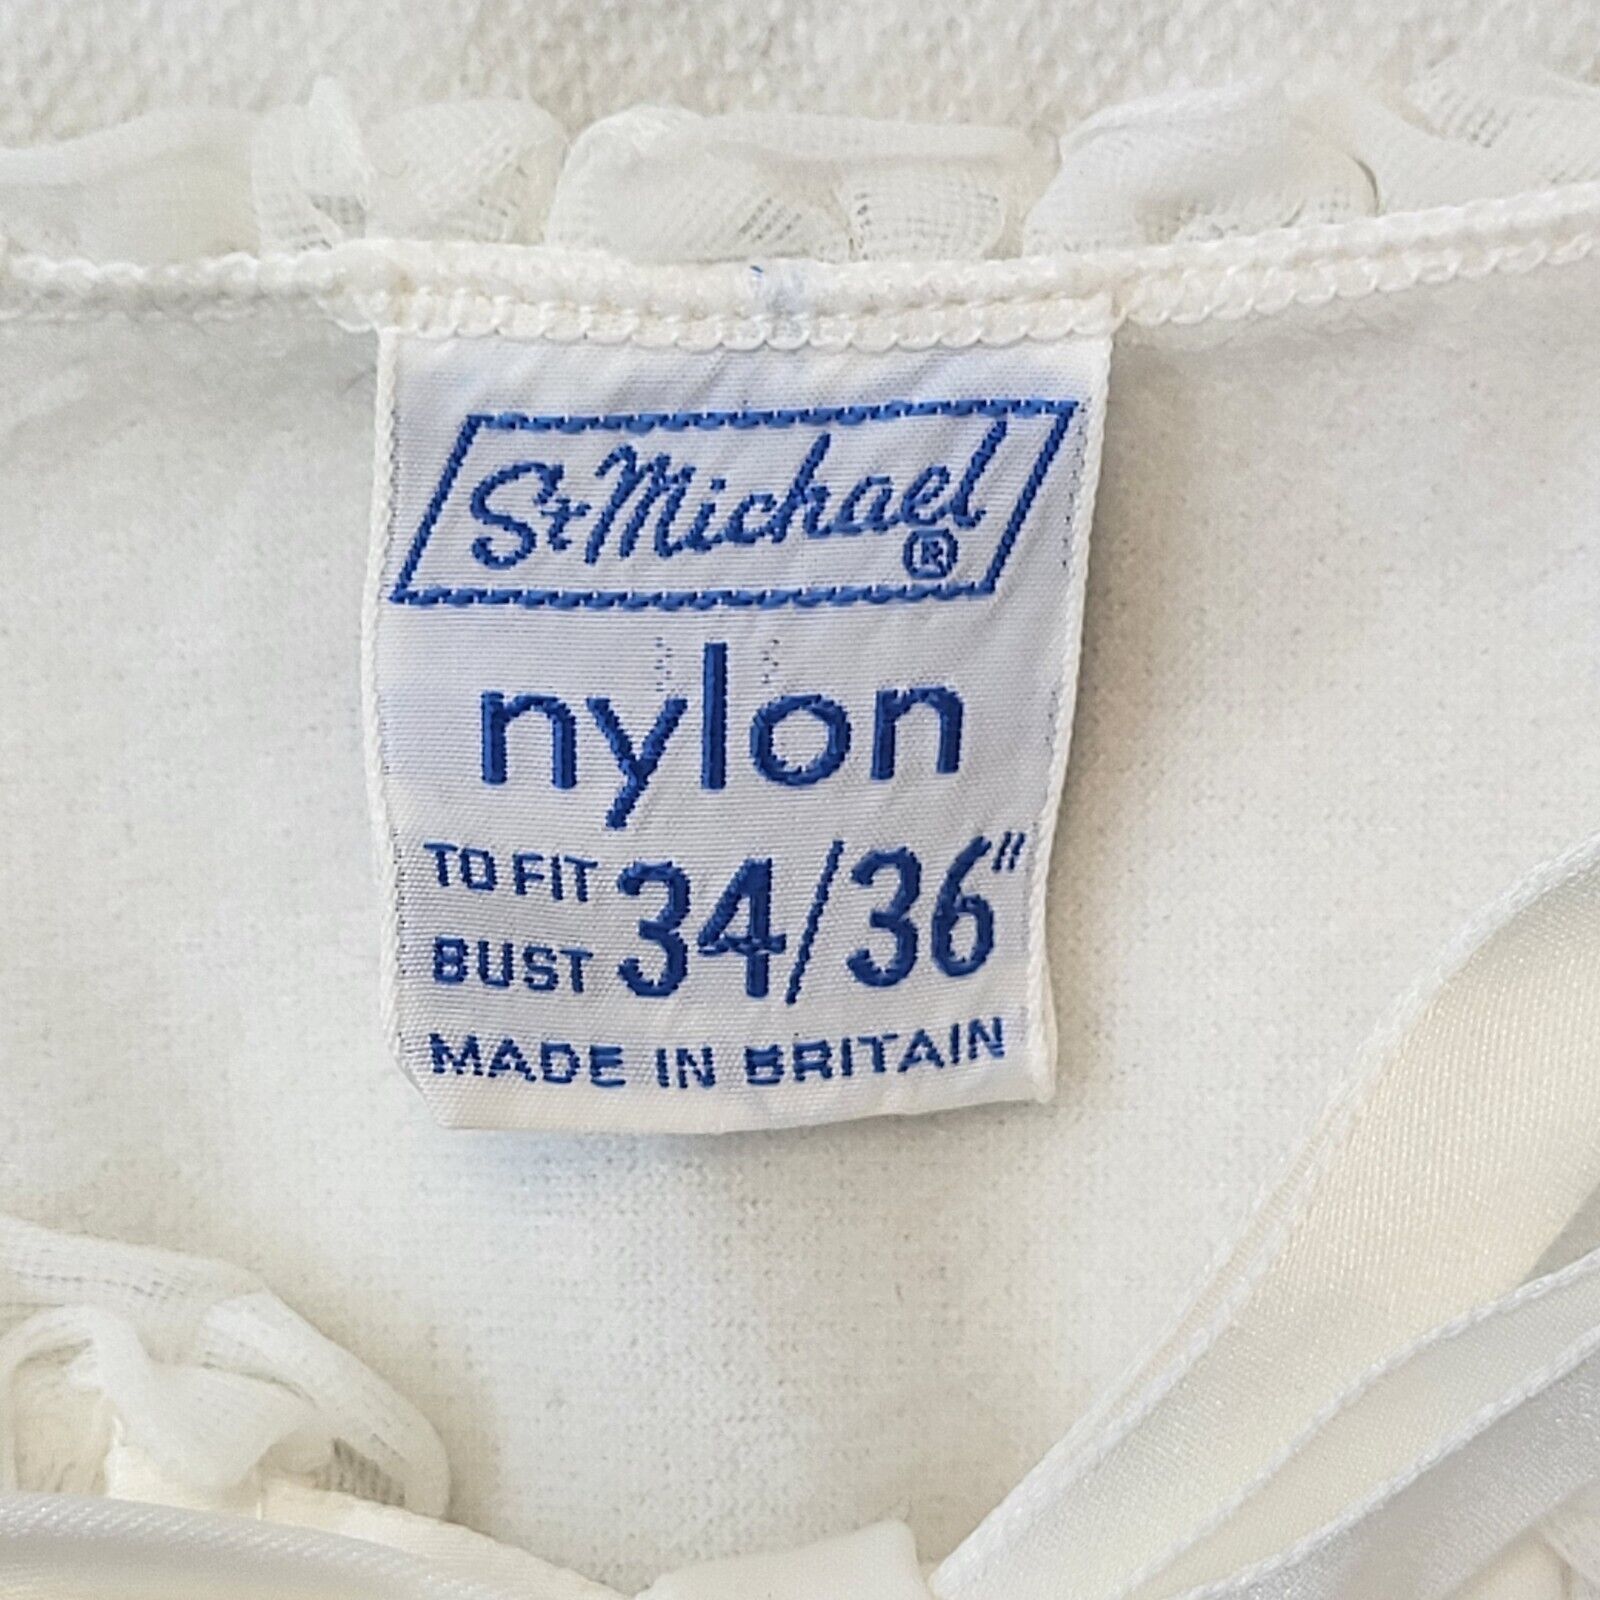 St Michael ®
nylon
TO FIT
BUST 34/36"
MADE IN BRITAIN